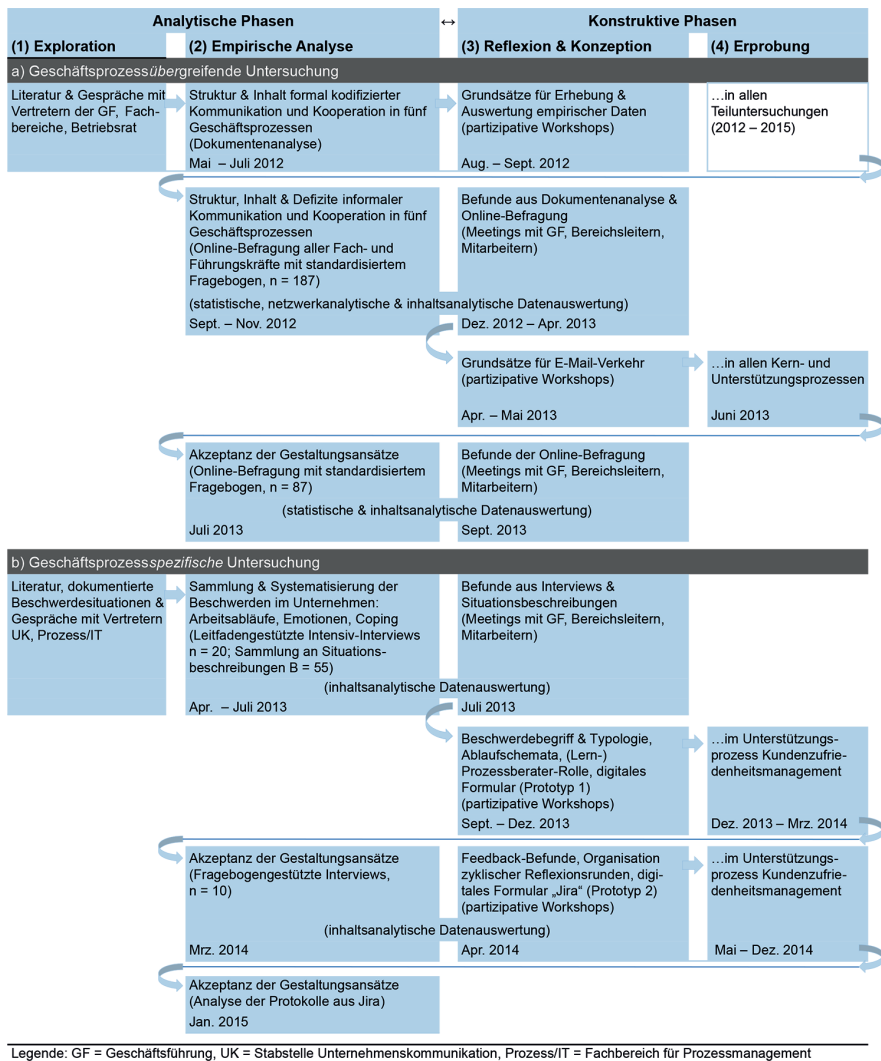 Analytische Phasen ↔ Konstruktive Phasen
(1) Exploration (2) Empirische Analyse (3) Reflexion & Konzeption (4) Erprobung
a) Geschäftsprozessübergreifende Untersuchung
Literatur & Gespräche mit
Vertretern der GF, Fach-
bereiche, Betriebsrat
Struktur & Inhalt formal kodifizierter
Kommunikation und Kooperation in fünf
Geschäftsprozessen
(Dokumentenanalyse)
Mai – Juli 2012
Grundsätze für Erhebung &
Auswertung empirischer Daten
(partizipative Workshops)
Aug. – Sept. 2012
…in allen
Teiluntersuchungen
(2012 – 2015)
Struktur, Inhalt & Defizite informaler
Kommunikation und Kooperation in fünf
Geschäftsprozessen
(Online-Befragung aller Fach- und
Führungskräfte mit standardisiertem
Fragebogen, n = 187)
Befunde aus Dokumentenanalyse &
Online-Befragung
(Meetings mit GF, Bereichsleitern,
Mitarbeitern)
(statistische, netzwerkanalytische & inhaltsanalytische Datenauswertung)
Sept. – Nov. 2012
Dez. 2012 – Apr. 2013
Grundsätze für E-Mail-Verkehr
(partizipative Workshops)
Apr. – Mai 2013
…in allen Kern- und
Unterstützungsprozessen
Juni 2013
Akzeptanz der Gestaltungsansätze
(Online-Befragung mit standardisiertem
Fragebogen, n = 87)
Befunde der Online-Befragung
(Meetings mit GF, Bereichsleitern,
Mitarbeitern)
(statistische & inhaltsanalytische Datenauswertung)
Juli 2013
Sept. 2013
b) Geschäftsprozessspezifische Untersuchung
Literatur, dokumentierte
Beschwerdesituationen &
Gespräche mit Vertretern
UK, Prozess/IT
Sammlung & Systematisierung der
Beschwerden im Unternehmen:
Arbeitsabläufe, Emotionen, Coping
(Leitfadengestützte Intensiv-Interviews
n = 20; Sammlung an Situations-
beschreibungen B = 55)
Befunde aus Interviews &
Situationsbeschreibungen
(Meetings mit GF, Bereichsleitern,
Mitarbeitern)
(inhaltsanalytische Datenauswertung)
Apr. – Juli 2013
Juli 2013
Beschwerdebegriff & Typologie,
Ablaufschemata, (Lern-)
Prozessberater-Rolle, digitales
Formular (Prototyp 1)
(partizipative Workshops)
Sept. – Dez. 2013
…im Unterstützungs-
prozess Kundenzufrie-
denheitsmanagement
Dez. 2013 – Mrz. 2014
Akzeptanz der Gestaltungsansätze
(Fragebogengestützte Interviews,
n = 10)
Feedback-Befunde, Organisation
zyklischer Reflexionsrunden, digi-
tales Formular „Jira“ (Prototyp 2)
(partizipative Workshops)
…im Unterstützungs-
prozess Kundenzufrie-
denheitsmanagement
(inhaltsanalytische Datenauswertung)
Mrz. 2014
Apr. 2014
Mai – Dez. 2014
Akzeptanz der Gestaltungsansätze
(Analyse der Protokolle aus Jira)
Jan. 2015
Legende: GF = Geschäftsführung, UK = Stabstelle Unternehmenskommunikation, Prozess/IT = Fachbereich für Prozessmanagement